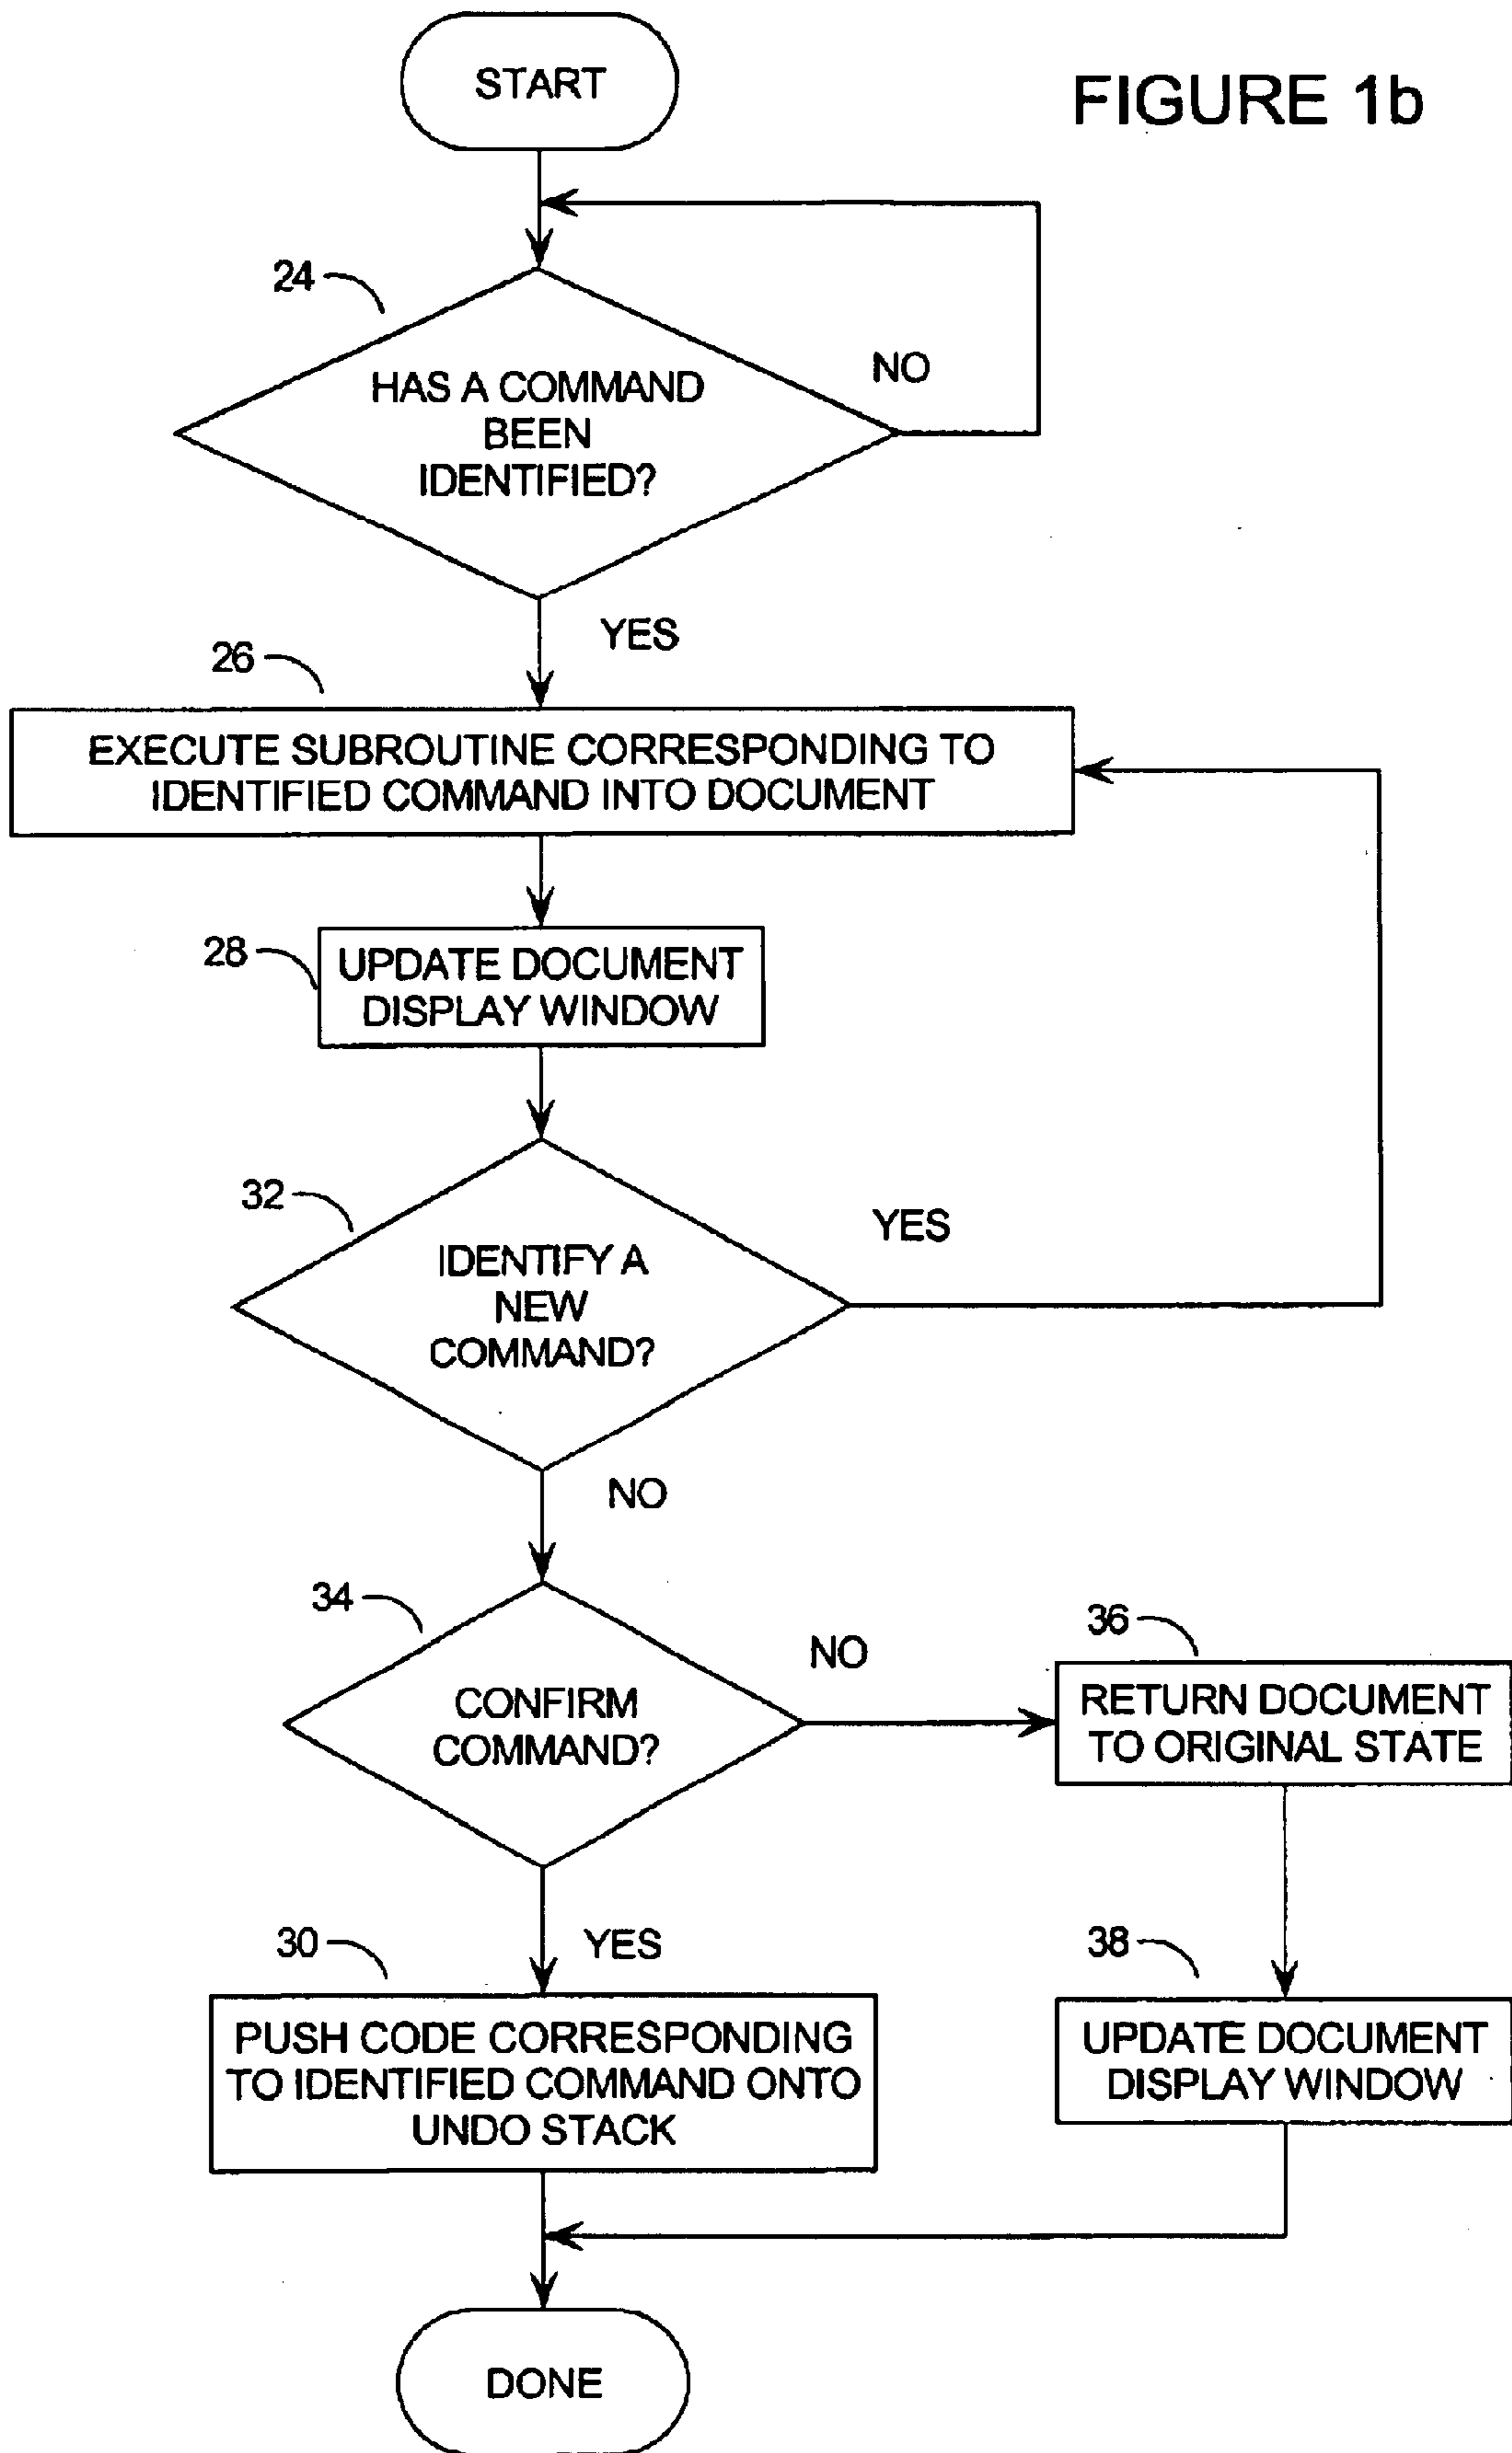 START
FIGURE 1b
24
HAS A COMMAND
BEEN
IDENTIFIED?
NO
YES
26
EXECUTE SUBROUTINE CORRESPONDING TO
IDENTIFIED COMMAND INTO DOCUMENT
28
UPDATE DOCUMENT
DISPLAY WINDOW
32
IDENTIFY A
NEW
COMMAND?
YES
NO
34
CONFIRM
COMMAND?
NO
36
RETURN DOCUMENT
TO ORIGINAL STATE
YES
30
PUSH CODE CORRESPONDING
TO IDENTIFIED COMMAND ONTO
UNDO STACK
38
UPDATE DOCUMENT
DISPLAY WINDOW
DONE